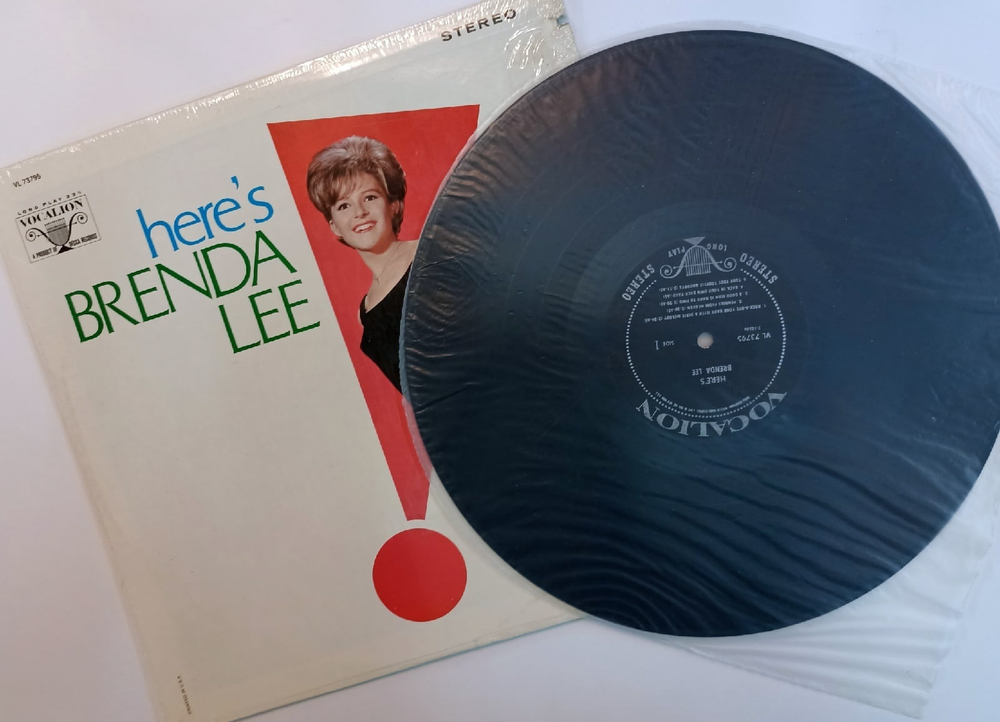 STEREO
VL 73795
LONG PLAY 33⅓
VOCALION
A PRODUCT OF DECCA RECORDS
here's
BRENDA
LEE
VOCALION
HERE'S
BRENDA LEE
SIDE 1
VL 73795
STEREO
LONG PLAY
STEREO